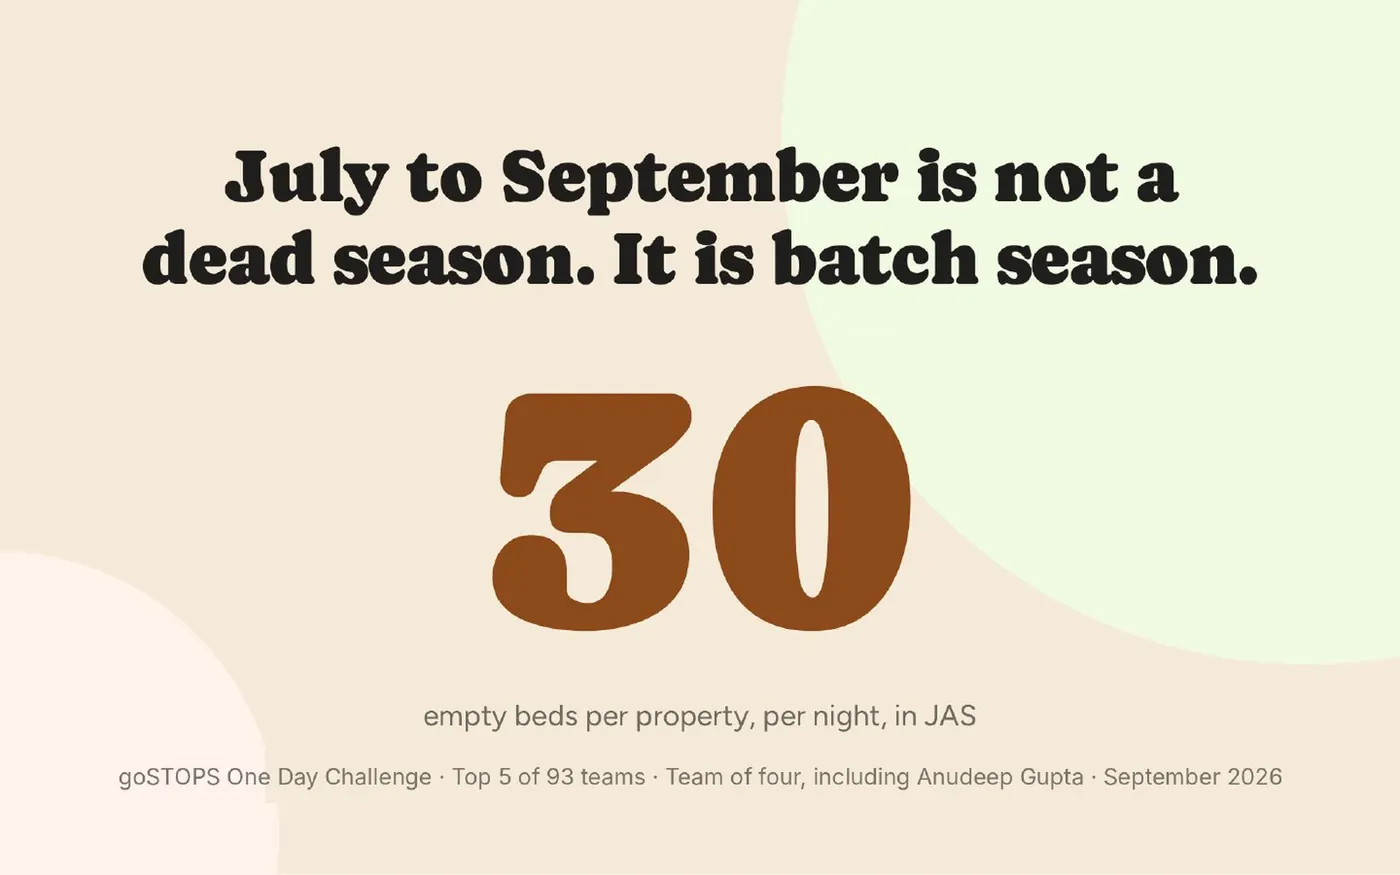 July to September is not a
dead season. It is batch season.
30
empty beds per property, per night, in JAS
goSTOPS One Day Challenge · Top 5 of 93 teams · Team of four, including Anudeep Gupta · September 2026